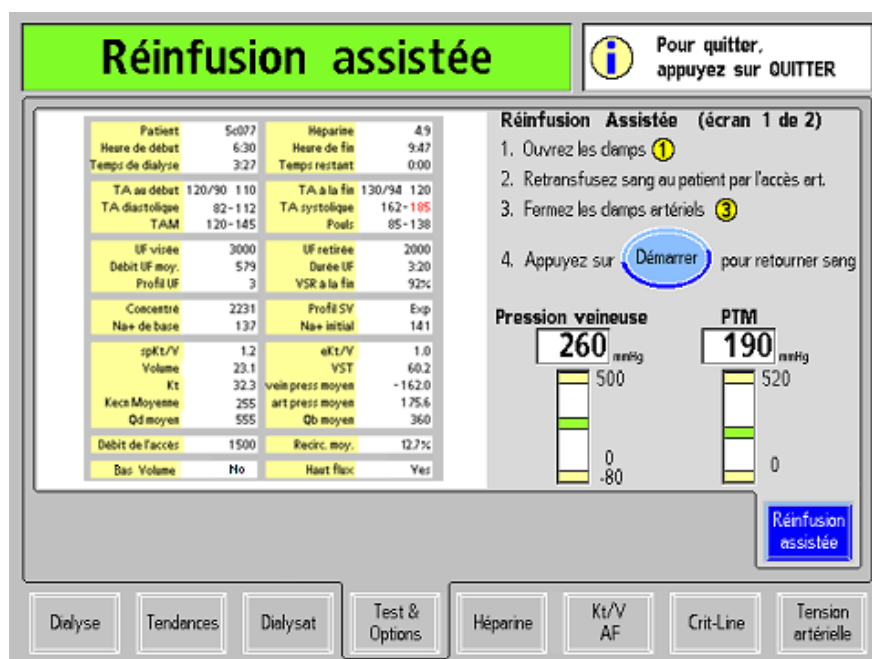 Réinfusion assistée
Pour quitter,
appuyez sur QUITTER
Patient 5c077 Héparine 4.9
Heure de début 6:30 Heure de fin 9:47
Temps de dialyse 3:27 Temps restant 0:00
TA au début 120/90 110 TA a la fin 130/94 120
TA diastolique 82-112 TA systolique 162-185
TAM 120-145 Pouls 85-138
UF visée 3000 UF retirée 2000
Débit UF moy. 579 Durée UF 3:20
Profil UF 3 VSR a la fin 92%
Concentré 2231 Profil SV Exp
Na+ de base 137 Na+ initial 141
spKt/V 1.2 eKt/V 1.0
Volume 23.1 VST 60.2
Kt 32.3 vein press moyen -162.0
Kecn Moyenne 255 art press moyen 175.6
Qd moyen 555 Qb moyen 360
Débit de l'accès 1500 Recirc. moy. 12.7%
Bas Volume No Haut flux Yes
Réinfusion Assistée (écran 1 de 2)
1. Ouvrez les clamps 1
2. Retransfusez sang au patient par l'accès art.
3. Fermez les clamps artériels 3
4. Appuyez sur Démarrer pour retourner sang
Pression veineuse PTM
260 mmHg 190 mmHg
500 520
0 0
-80
Réinfusion
assistée
Dialyse Tendances Dialysat Test &
Options Héparine Kt/V
AF Crit-Line Tension
artérielle